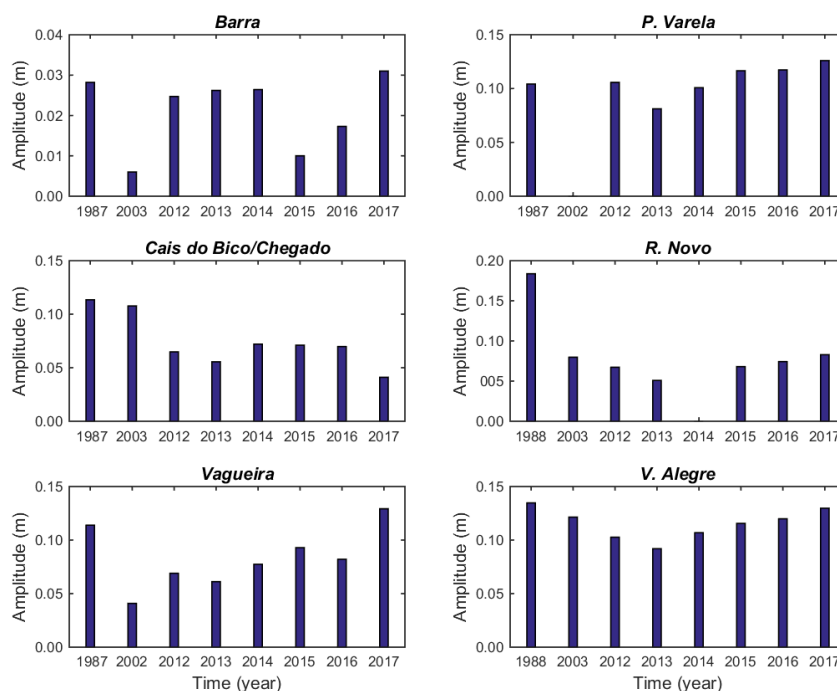 Barra
Amplitude (m)
0.04
0.03
0.02
0.01
0.00
1987 2003 2012 2013 2014 2015 2016 2017
P. Varela
Amplitude (m)
0.15
0.10
0.05
0.00
1987 2002 2012 2013 2014 2015 2016 2017
Cais do Bico/Chegado
Amplitude (m)
0.15
0.10
0.05
0.00
1987 2003 2012 2013 2014 2015 2016 2017
R. Novo
Amplitude (m)
0.20
0.15
0.10
005
0.00
1988 2003 2012 2013 2014 2015 2016 2017
Vagueira
Amplitude (m)
0.15
0.10
0.05
0.00
1987 2002 2012 2013 2014 2015 2016 2017
Time (year)
V. Alegre
Amplitude (m)
0.15
0.10
0.05
0.00
1988 2003 2012 2013 2014 2015 2016 2017
Time (year)